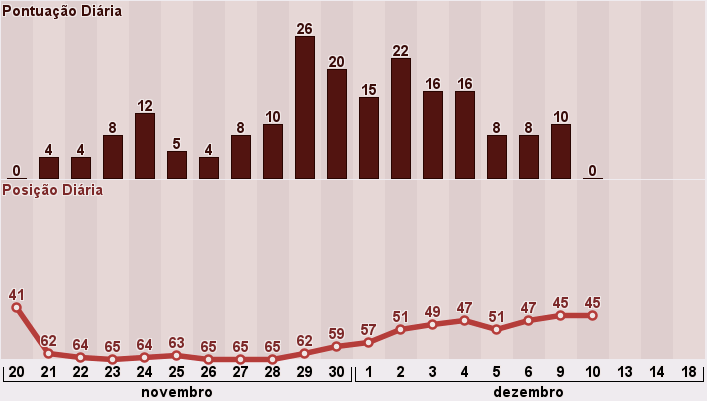 Pontuação Diária
0 4 4 8 12 5 4 8 10 26 20 15 22 16 16 8 8 10 0
Posição Diária
41 62 64 65 64 63 65 65 65 62 59 57 51 49 47 51 47 45 45
20 21 22 23 24 25 26 27 28 29 30 1 2 3 4 5 6 9 10 13 14 18
novembro dezembro